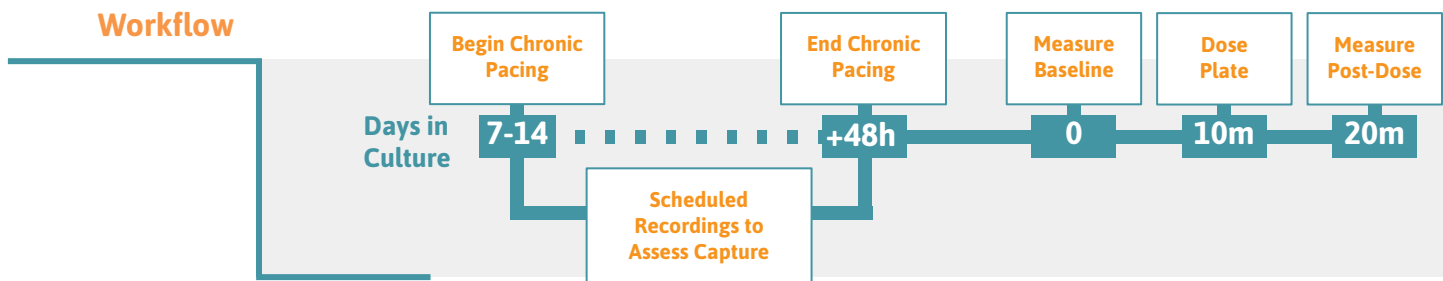 Workflow
Begin Chronic
Pacing
End Chronic
Pacing
Measure
Baseline
Dose
Plate
Measure
Post-Dose
Days in
Culture
7-14
+48h
0
10m
20m
Scheduled
Recordings to
Assess Capture